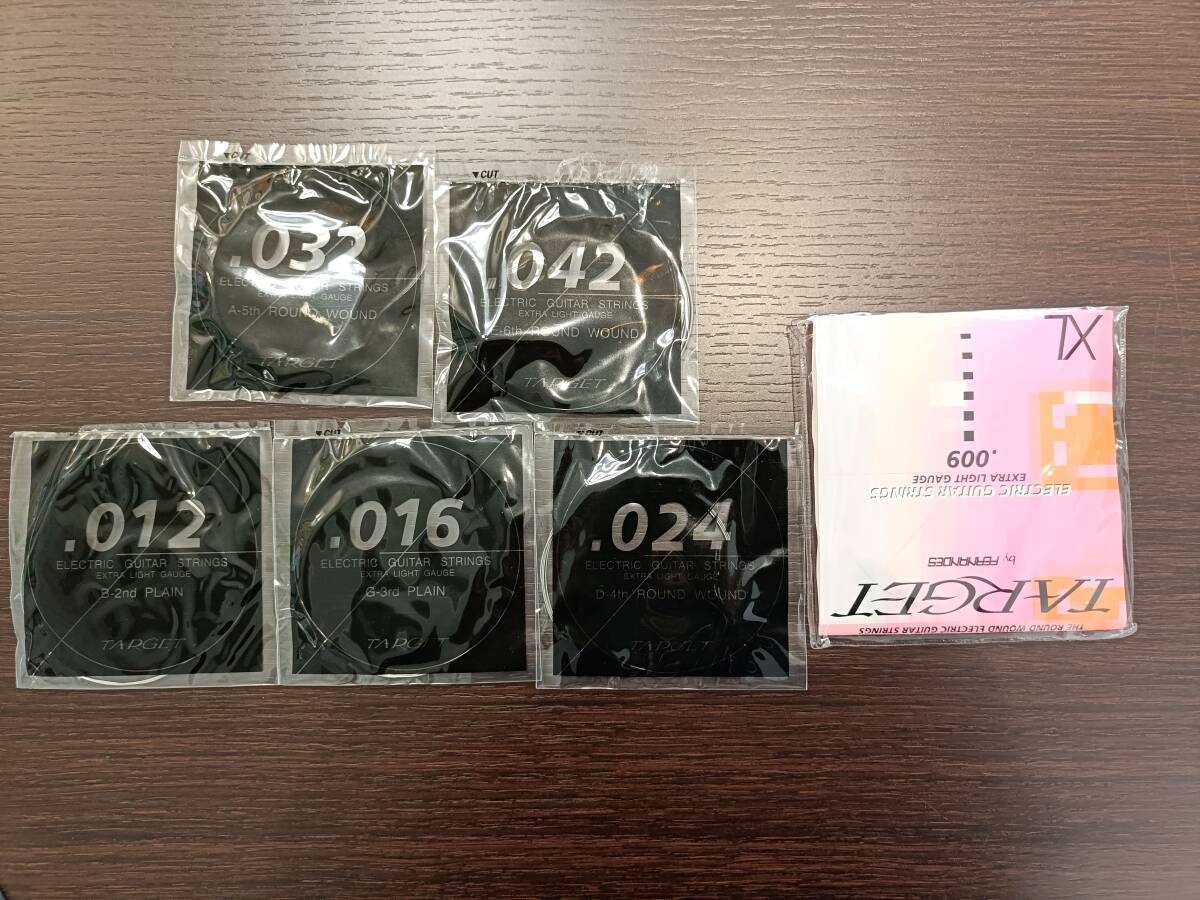 ▼CUT
.032
ELECTRIC GUITAR STRINGS
EXTRA LIGHT GAUGE
A-5th ROUND WOUND
TARGET
▼CUT
.042
ELECTRIC GUITAR STRINGS
EXTRA LIGHT GAUGE
E-6th ROUND WOUND
TARGET
.012
ELECTRIC GUITAR STRINGS
EXTRA LIGHT GAUGE
B-2nd PLAIN
TARGET
▼CUT
.016
ELECTRIC GUITAR STRINGS
EXTRA LIGHT GAUGE
G-3rd PLAIN
TARGET
▼CUT
.024
ELECTRIC GUITAR STRINGS
EXTRA LIGHT GAUGE
D-4th ROUND WOUND
TARGET
THE ROUND WOUND ELECTRIC GUITAR STRINGS
TARGET
by FERNANDES
ELECTRIC GUITAR STRINGS
EXTRA LIGHT GAUGE
.009
XL